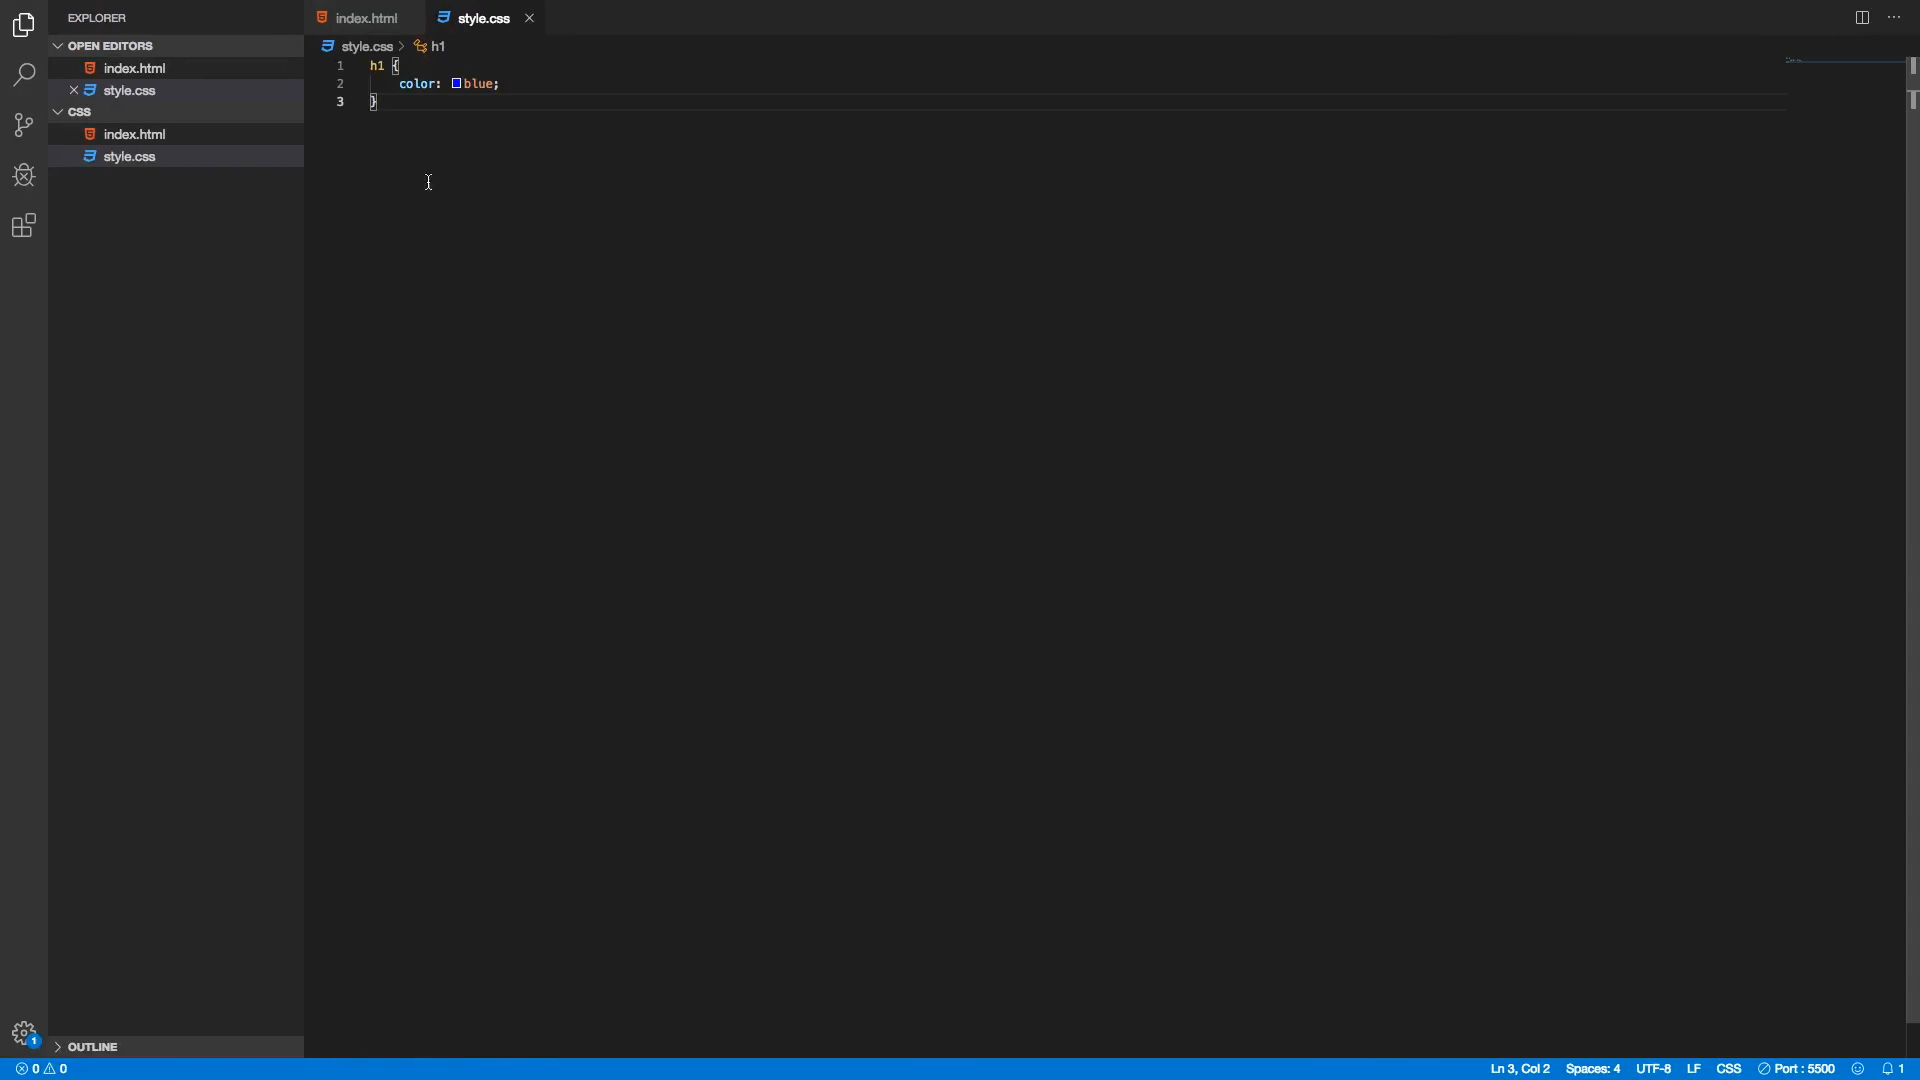 EXPLORER
OPEN EDITORS
index.html
style.css
CSS
index.html
style.css
index.html
style.css
style.css
h1
1 h1 {
2 color: blue;
3 }
1
OUTLINE
0 0
Ln 3, Col 2 Spaces: 4 UTF-8 LF CSS Port : 5500 1